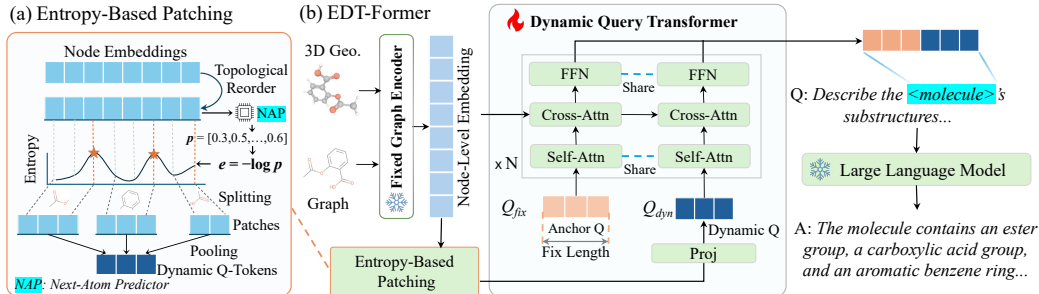 (a) Entropy-Based Patching
Node Embeddings
Topological
Reorder
NAP
p = [0.3,0.5,...,0.6]
e = −log p
Entropy
Splitting
Patches
Pooling
Dynamic Q-Tokens
NAP: Next-Atom Predictor
(b) EDT-Former
3D Geo.
Graph
Fixed Graph Encoder
Node-Level Embedding
Entropy-Based
Patching
Dynamic Query Transformer
FFN
Share
FFN
Cross-Attn
Cross-Attn
Self-Attn
Share
Self-Attn
x N
Qfix
Anchor Q
Fix Length
Qdyn
Dynamic Q
Proj
Q: Describe the <molecule>'s
substructures...
Large Language Model
A: The molecule contains an ester
group, a carboxylic acid group,
and an aromatic benzene ring...